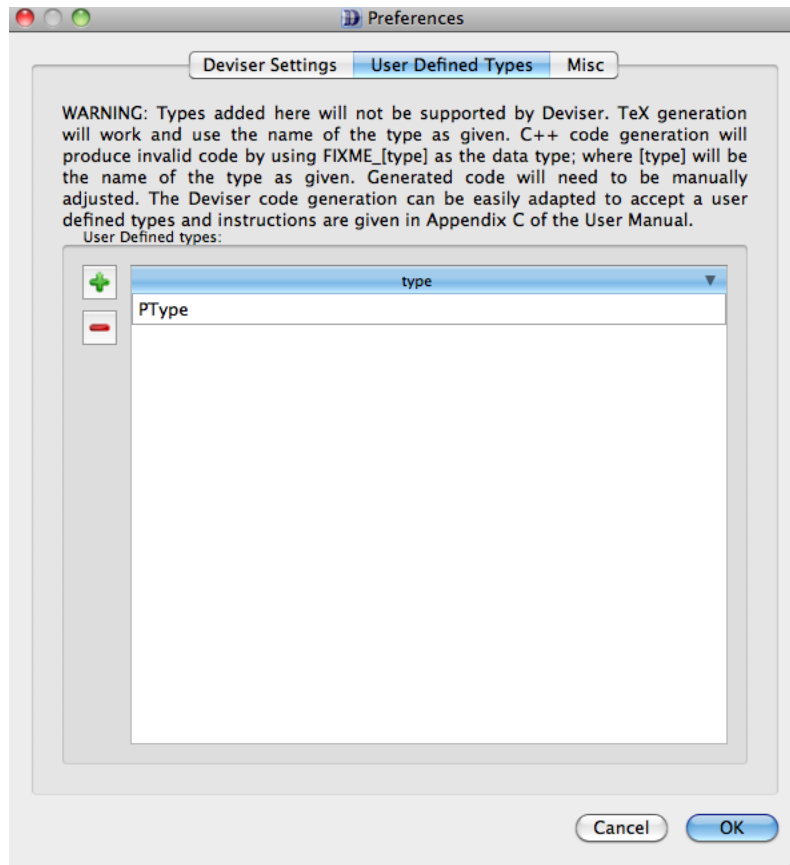 Preferences
Deviser Settings User Defined Types Misc
WARNING: Types added here will not be supported by Deviser. TeX generation
will work and use the name of the type as given. C++ code generation will
produce invalid code by using FIXME_[type] as the data type; where [type] will be
the name of the type as given. Generated code will need to be manually
adjusted. The Deviser code generation can be easily adapted to accept a user
defined types and instructions are given in Appendix C of the User Manual.
User Defined types:
type
PType
Cancel OK